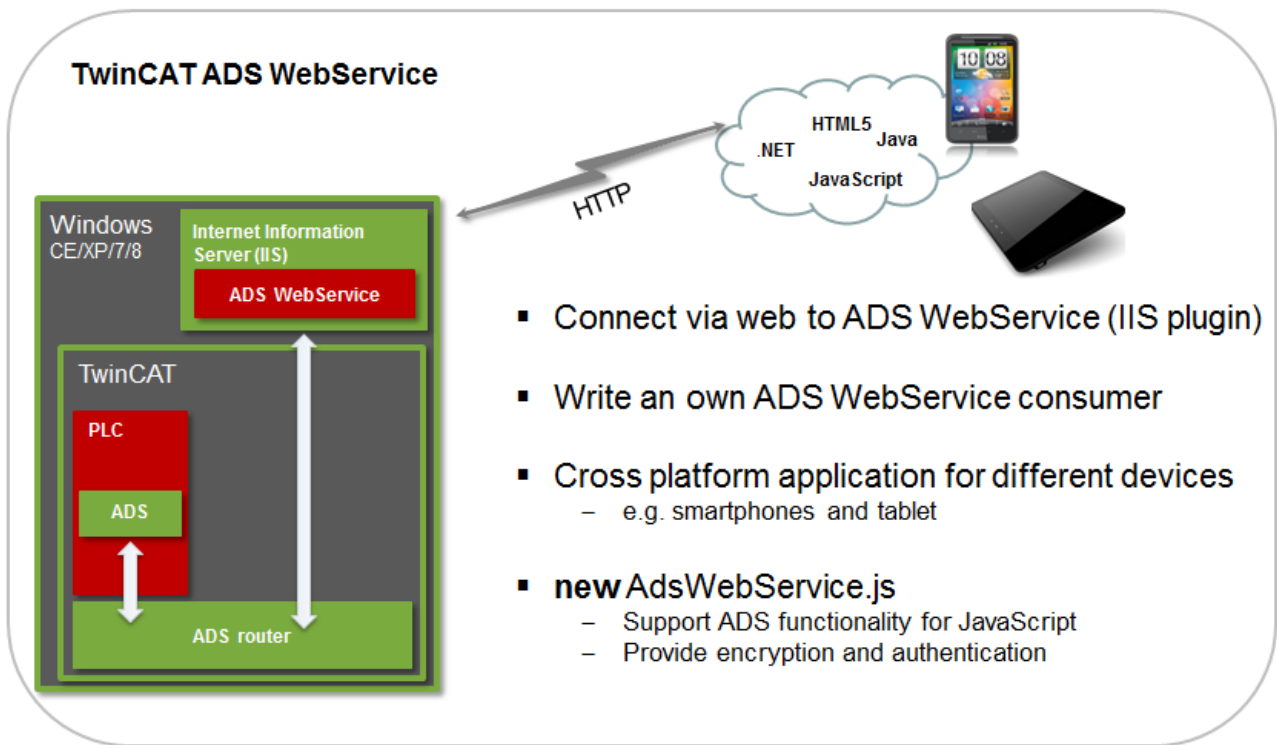 TwinCAT ADS WebService
10 08
HTML5
.NET
Java
JavaScript
HTTP
Windows
CE/XP/7/8
Internet Information
Server (IIS)
ADS WebService
TwinCAT
PLC
ADS
ADS router
▪ Connect via web to ADS WebService (IIS plugin)
▪ Write an own ADS WebService consumer
▪ Cross platform application for different devices
– e.g. smartphones and tablet
▪ new AdsWebService.js
– Support ADS functionality for JavaScript
– Provide encryption and authentication